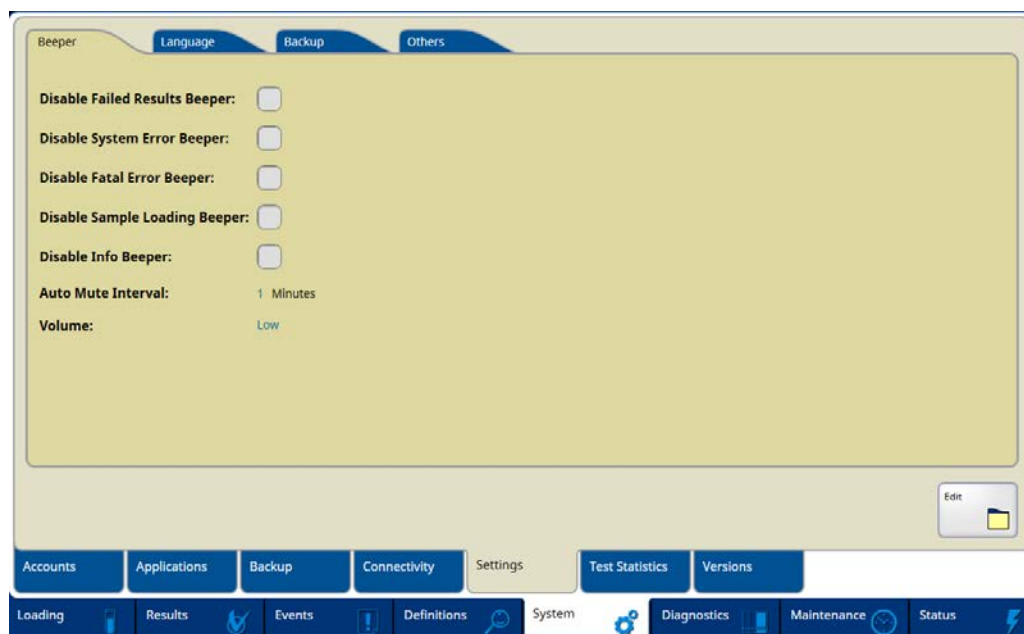 Beeper Language Backup Others
Disable Failed Results Beeper:
Disable System Error Beeper:
Disable Fatal Error Beeper:
Disable Sample Loading Beeper:
Disable Info Beeper:
Auto Mute Interval: 1 Minutes
Volume: Low
Edit
Accounts Applications Backup Connectivity Settings Test Statistics Versions
Loading Results Events Definitions System Diagnostics Maintenance Status